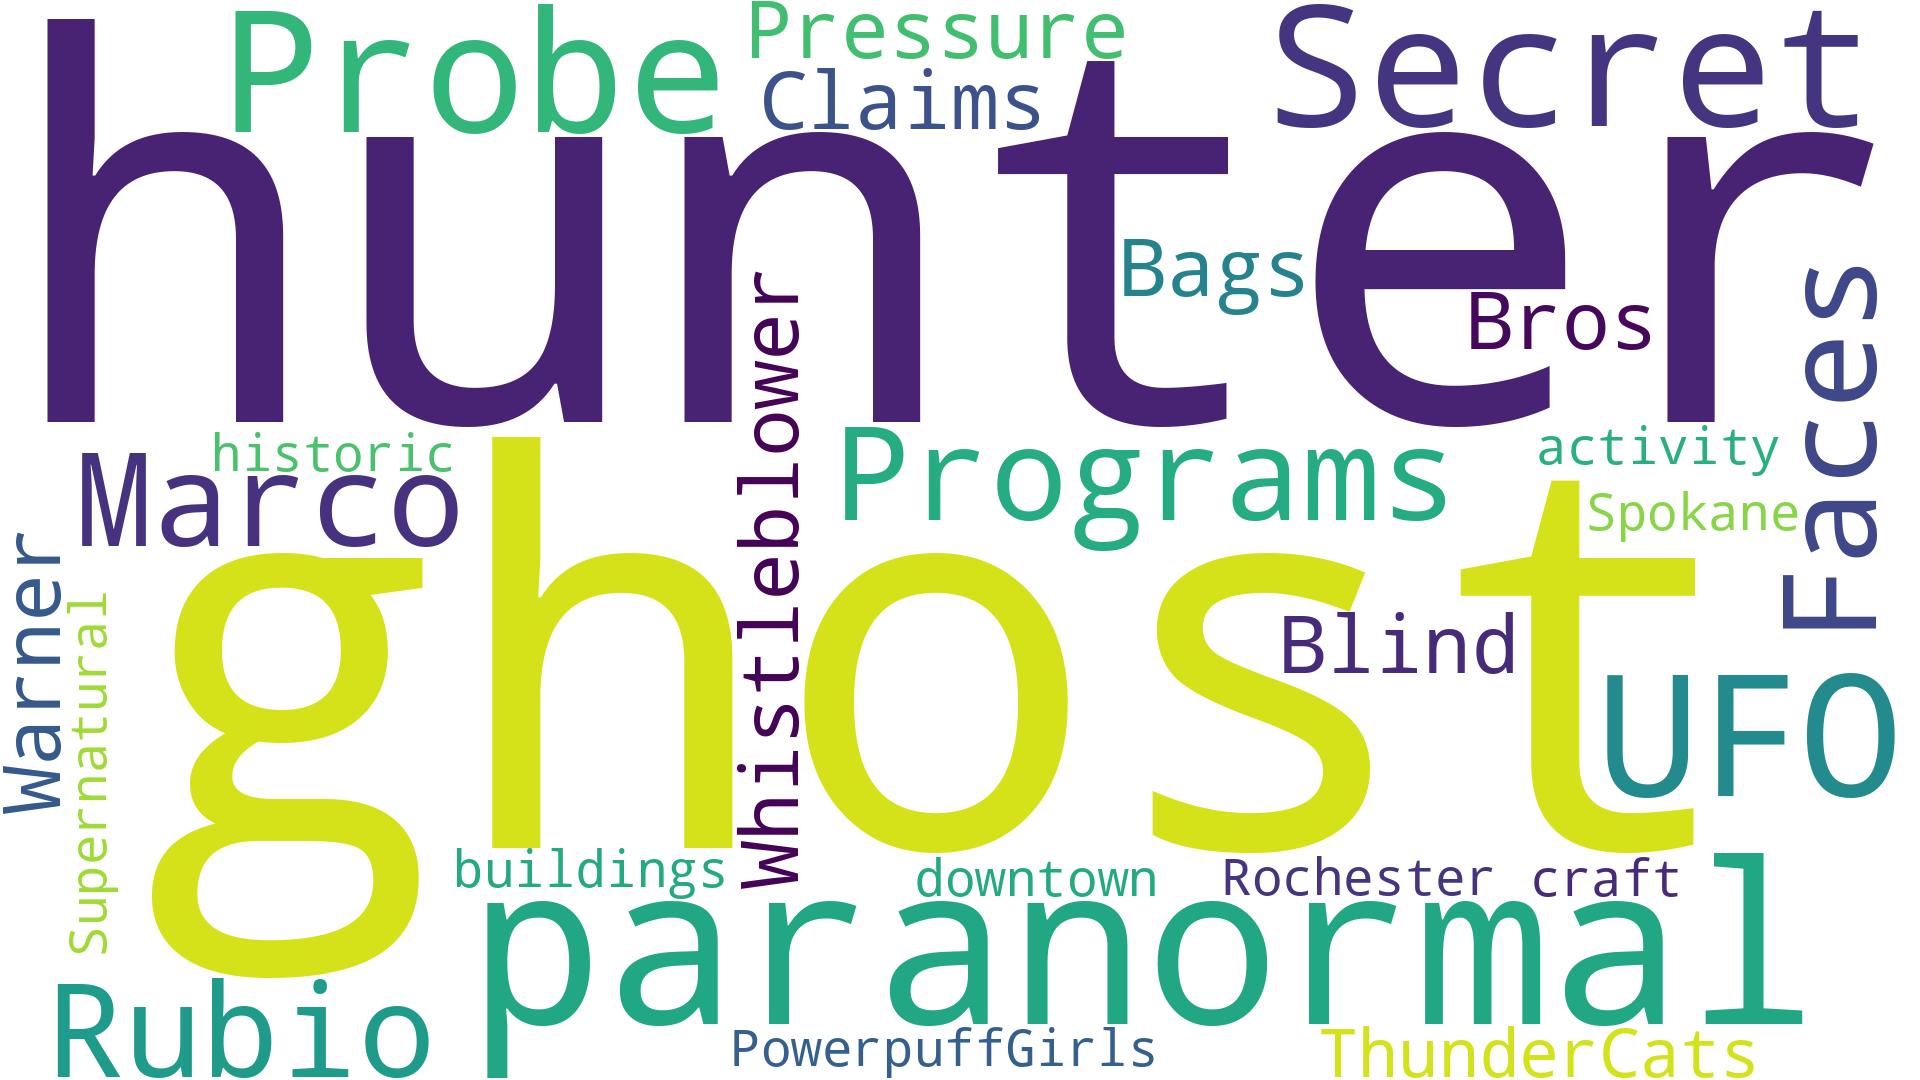 Probe
Pressure
Claims
Secret
hunter
Bags
Bros
Faces
Whistleblower
historic
Marco
Programs
activity
Spokane
Warner
Supernatural
ghost
Blind
UFO
buildings
downtown
Rochester
craft
paranormal
Rubio
PowerpuffGirls
ThunderCats